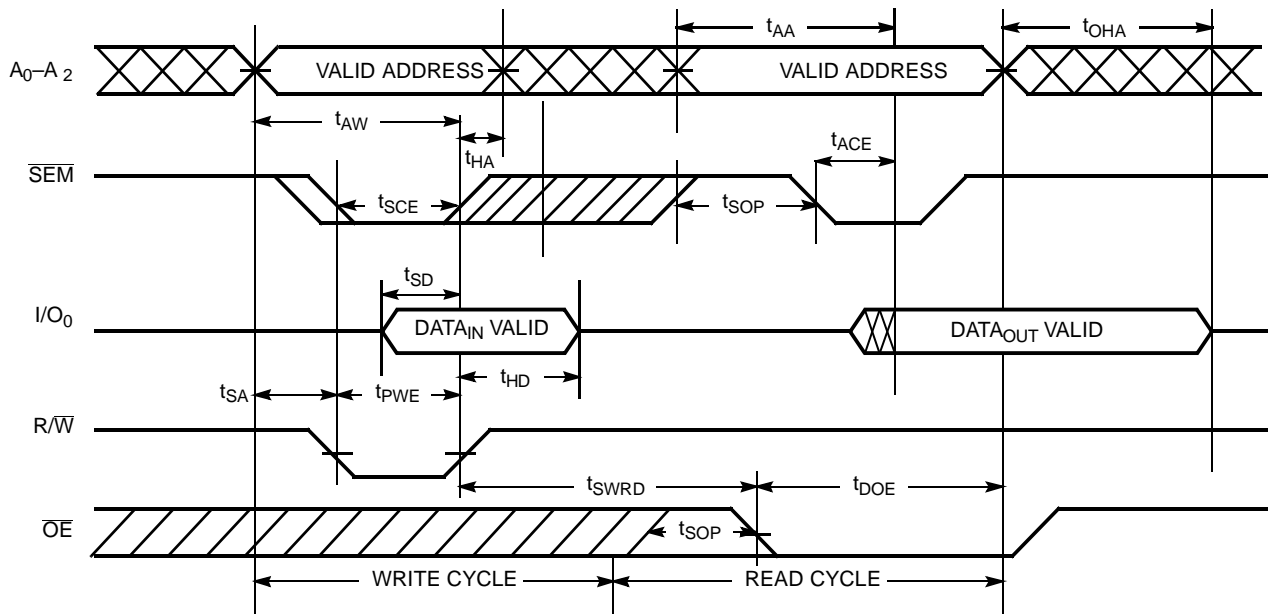 tAA
tOHA
A0–A 2
VALID ADDRESS
VALID ADDRESS
tAW
tHA
tACE
SEM
tSCE
tSOP
tSD
I/O0
DATAIN VALID
DATAOUT VALID
tHD
tSA
tPWE
R/W
tSWRD
tDOE
OE
tSOP
WRITE CYCLE
READ CYCLE